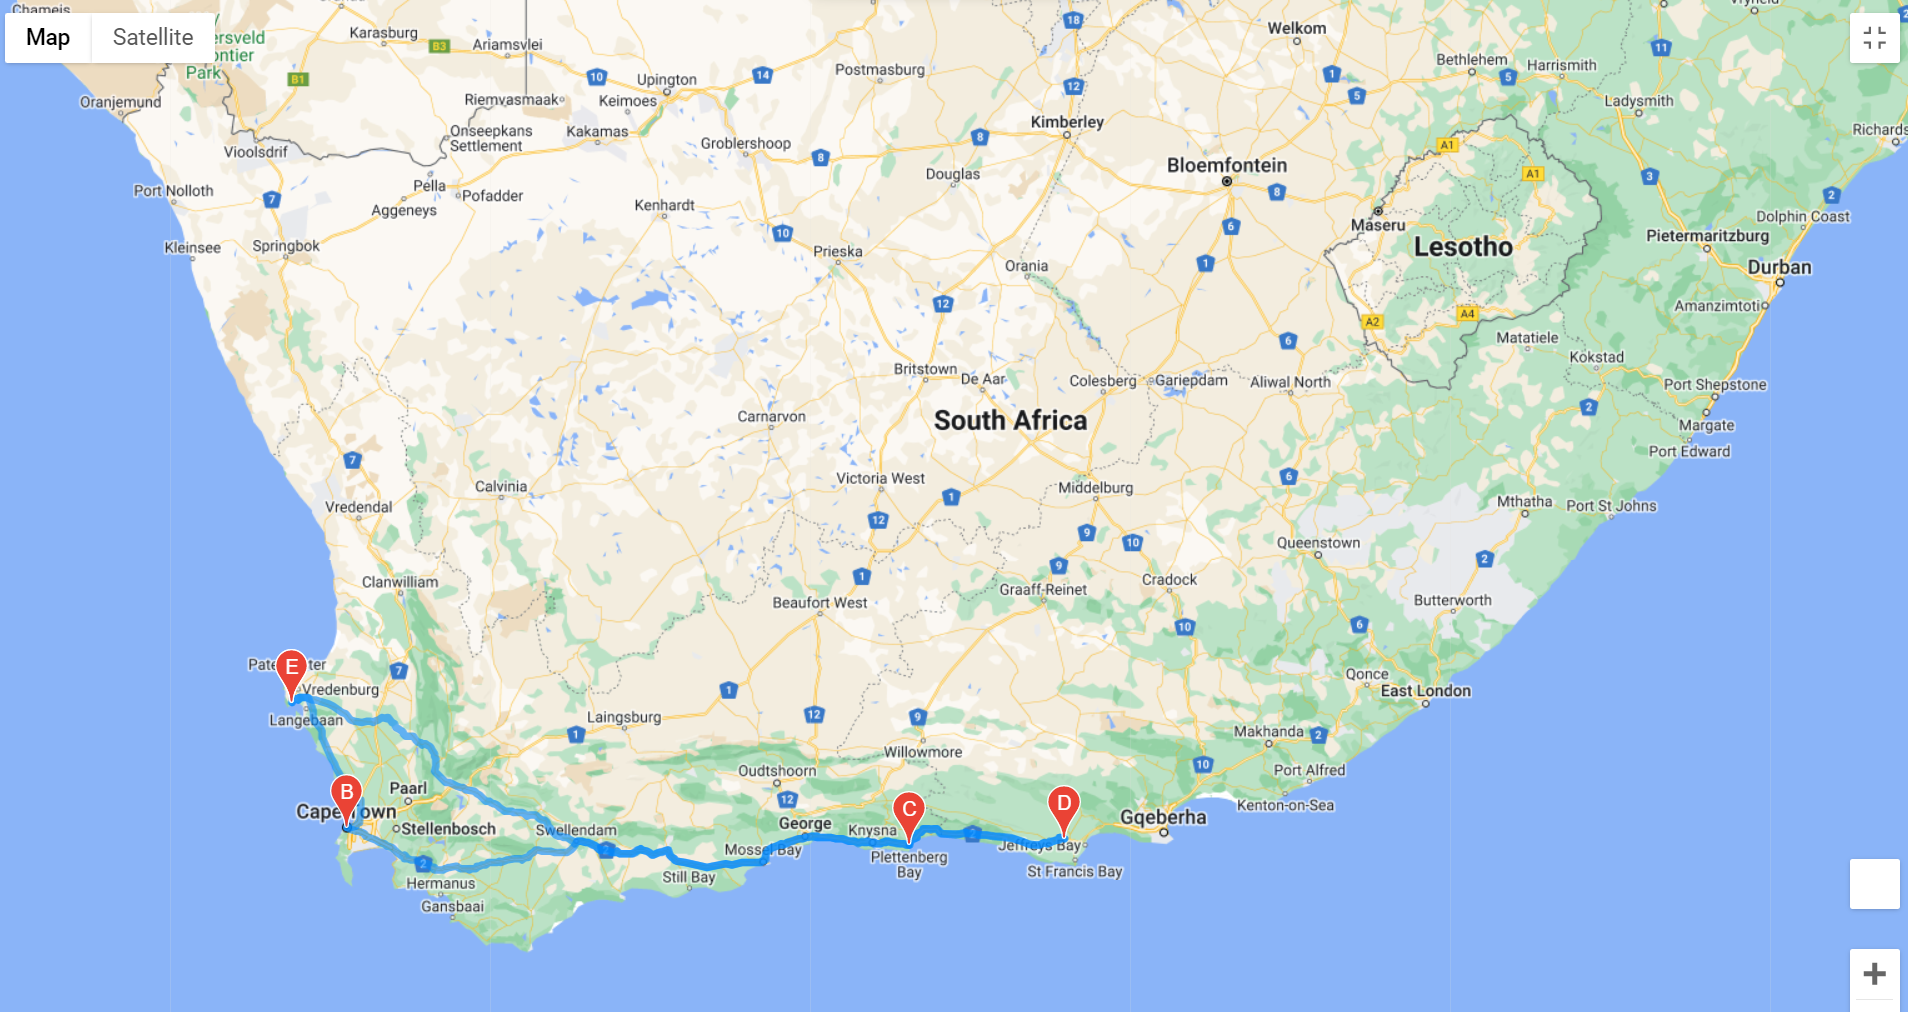 Chameis
Map
Satellite
ersveld
ontier
Park
Karasburg
B3
Ariamsvlei
18
Welkom
11
B1
10
Upington
14
Postmasburg
12
1
5
Bethlehem
5
Harrismith
Oranjemund
Riemvasmaak
Keimoes
Ladysmith
Vioolsdrif
Onseepkans
Settlement
Kakamas
Groblershoop
8
8
Kimberley
Bloemfontein
A1
A1
3
Richards
Port Nolloth
7
Pella
Pofadder
Aggeneys
Kenhardt
Douglas
8
6
Maseru
2
Dolphin Coast
Kleinsee
Springbok
10
Prieska
Orania
1
Lesotho
Pietermaritzburg
Durban
12
A2
A4
Amanzimtoti
6
Matatiele
Kokstad
Britstown
De Aar
Colesberg
Gariepdam
Aliwal North
Port Shepstone
Carnarvon
South Africa
2
Margate
Port Edward
7
Calvinia
Victoria West
1
Middelburg
6
Vredendal
12
9
10
Mthatha
Port St Johns
Queenstown
2
Clanwilliam
1
Beaufort West
9
Graaff-Reinet
Cradock
Butterworth
10
6
E
7
Vredenburg
Langebaan
1
Qonce
East London
1
Laingsburg
12
9
Willowmore
Makhanda
2
B
Cape Town
Paarl
Stellenbosch
Oudtshoorn
12
10
Port Alfred
Kenton-on-Sea
Swellendam
George
Knysna
C
D
Gqeberha
2
2
Mossel Bay
2
Jeffreys Bay
Plettenberg
Bay
St Francis Bay
Hermanus
Still Bay
Gansbaai